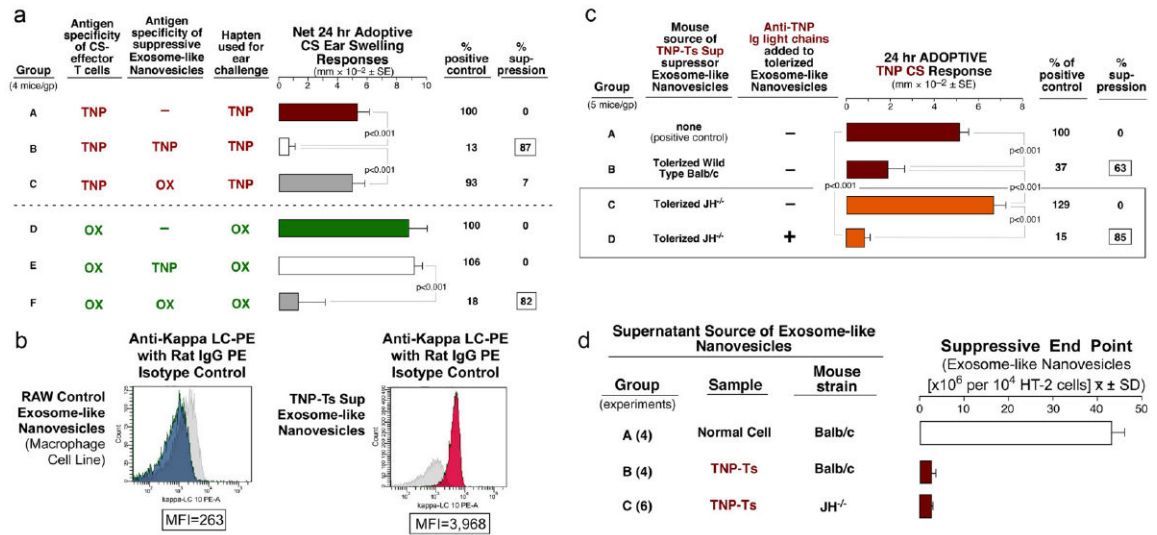 a
Antigen specificity of CS-effector T cells
Antigen specificity of suppressive Exosome-like Nanovesicles
Hapten used for ear challenge
Net 24 hr Adoptive CS Ear Swelling Responses
(mm × 10⁻² ± SE)
0 2 4 6 8 10
% positive control
% sup-pression
Group
(4 mice/gp)
A TNP – TNP 100 0
p<0.001
B TNP TNP TNP 13 87
p<0.001
C TNP OX TNP 93 7
D OX – OX 100 0
E OX TNP OX 106 0
p<0.001
F OX OX OX 18 82
b
Anti-Kappa LC-PE
with Rat IgG PE
Isotype Control
RAW Control
Exosome-like
Nanovesicles
(Macrophage
Cell Line)
Count
kappa-LC 10 PE-A
MFI=263
Anti-Kappa LC-PE
with Rat IgG PE
Isotype Control
TNP-Ts Sup
Exosome-like
Nanovesicles
Count
kappa-LC 10 PE-A
MFI=3,968
c
Group
(5 mice/gp)
Mouse source of TNP-Ts Sup supressor Exosome-like Nanovesicles
Anti-TNP Ig light chains added to tolerized Exosome-like Nanovesicles
24 hr ADOPTIVE
TNP CS Response
(mm × 10⁻² ± SE)
0 2 4 6 8
% of positive control
% sup-pression
A none (positive control) – 100 0
p<0.001
B Tolerized Wild Type Balb/c – 37 63
p<0.001
p<0.001
C Tolerized JH⁻/⁻ – 129 0
p<0.001
D Tolerized JH⁻/⁻ + 15 85
d
Supernatant Source of Exosome-like
Nanovesicles
Group
(experiments)
Sample
Mouse
strain
Suppressive End Point
(Exosome-like Nanovesicles
[x10⁶ per 10⁴ HT-2 cells] x̄ ± SD)
0 10 20 30 40 50
A (4) Normal Cell Balb/c
B (4) TNP-Ts Balb/c
C (6) TNP-Ts JH⁻/⁻